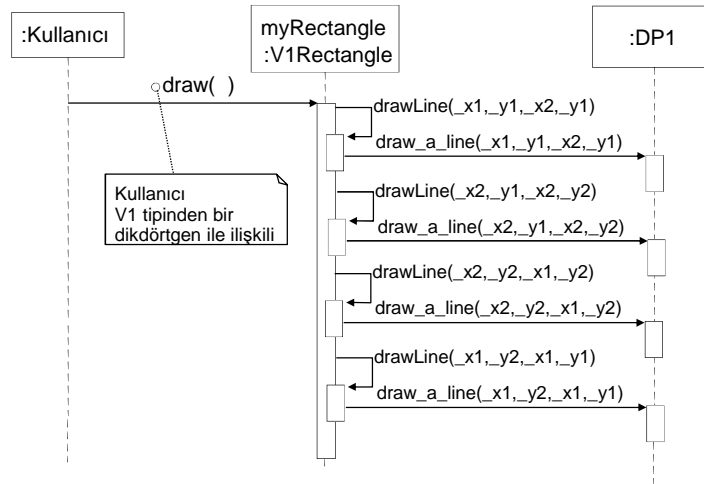 :Kullanıcı
myRectangle
:V1Rectangle
:DP1
draw( )
drawLine(_x1,_y1,_x2,_y1)
draw_a_line(_x1,_y1,_x2,_y1)
Kullanıcı
V1 tipinden bir
dikdörtgen ile ilişkili
drawLine(_x2,_y1,_x2,_y2)
draw_a_line(_x2,_y1,_x2,_y2)
drawLine(_x2,_y2,_x1,_y2)
draw_a_line(_x2,_y2,_x1,_y2)
drawLine(_x1,_y2,_x1,_y1)
draw_a_line(_x1,_y2,_x1,_y1)